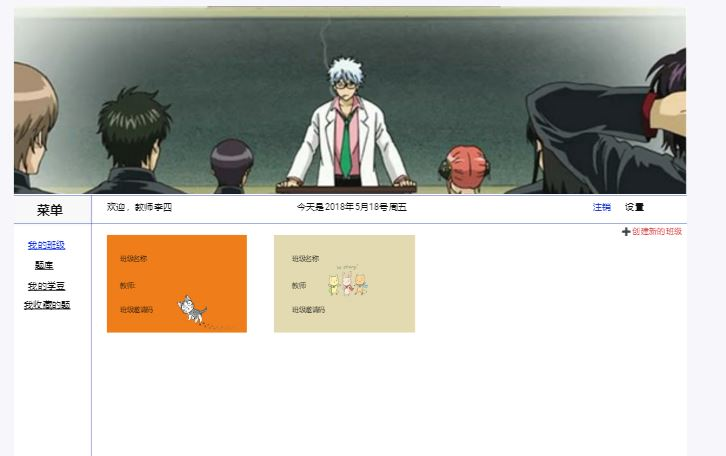 菜单
欢迎，教师李四
今天是2018年5月18号周五
注销
设置
创建新的班级
我的班级
题库
我的学豆
我收藏的题
班级名称
教师:
班级邀请码
班级名称
教师
班级邀请码